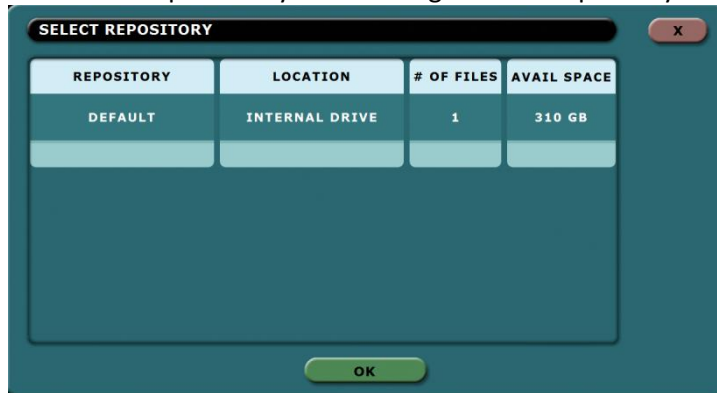 SELECT REPOSITORY
X
REPOSITORY LOCATION # OF FILES AVAIL SPACE
DEFAULT INTERNAL DRIVE 1 310 GB
OK